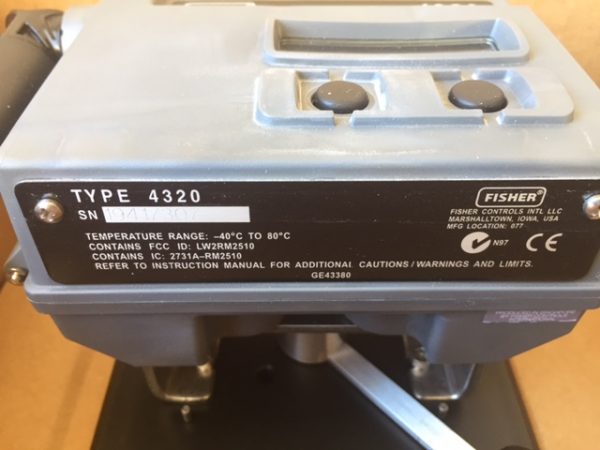 TYPE 4320
SN 19417307
FISHER®
FISHER CONTROLS INTL LLC
MARSHALLTOWN, IOWA, USA
MFG LOCATION: 077
TEMPERATURE RANGE: –40°C TO 80°C
CONTAINS FCC ID: LW2RM2510
CONTAINS IC: 2731A–RM2510
N97 CE
REFER TO INSTRUCTION MANUAL FOR ADDITIONAL CAUTIONS/WARNINGS AND LIMITS.
GE43380